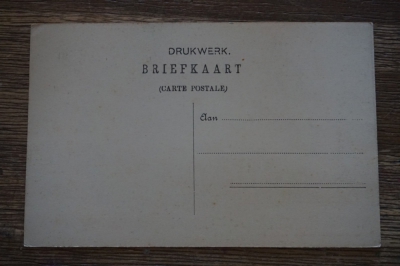 DRUKWERK.
BRIEFKAART
(CARTE POSTALE)
Aan